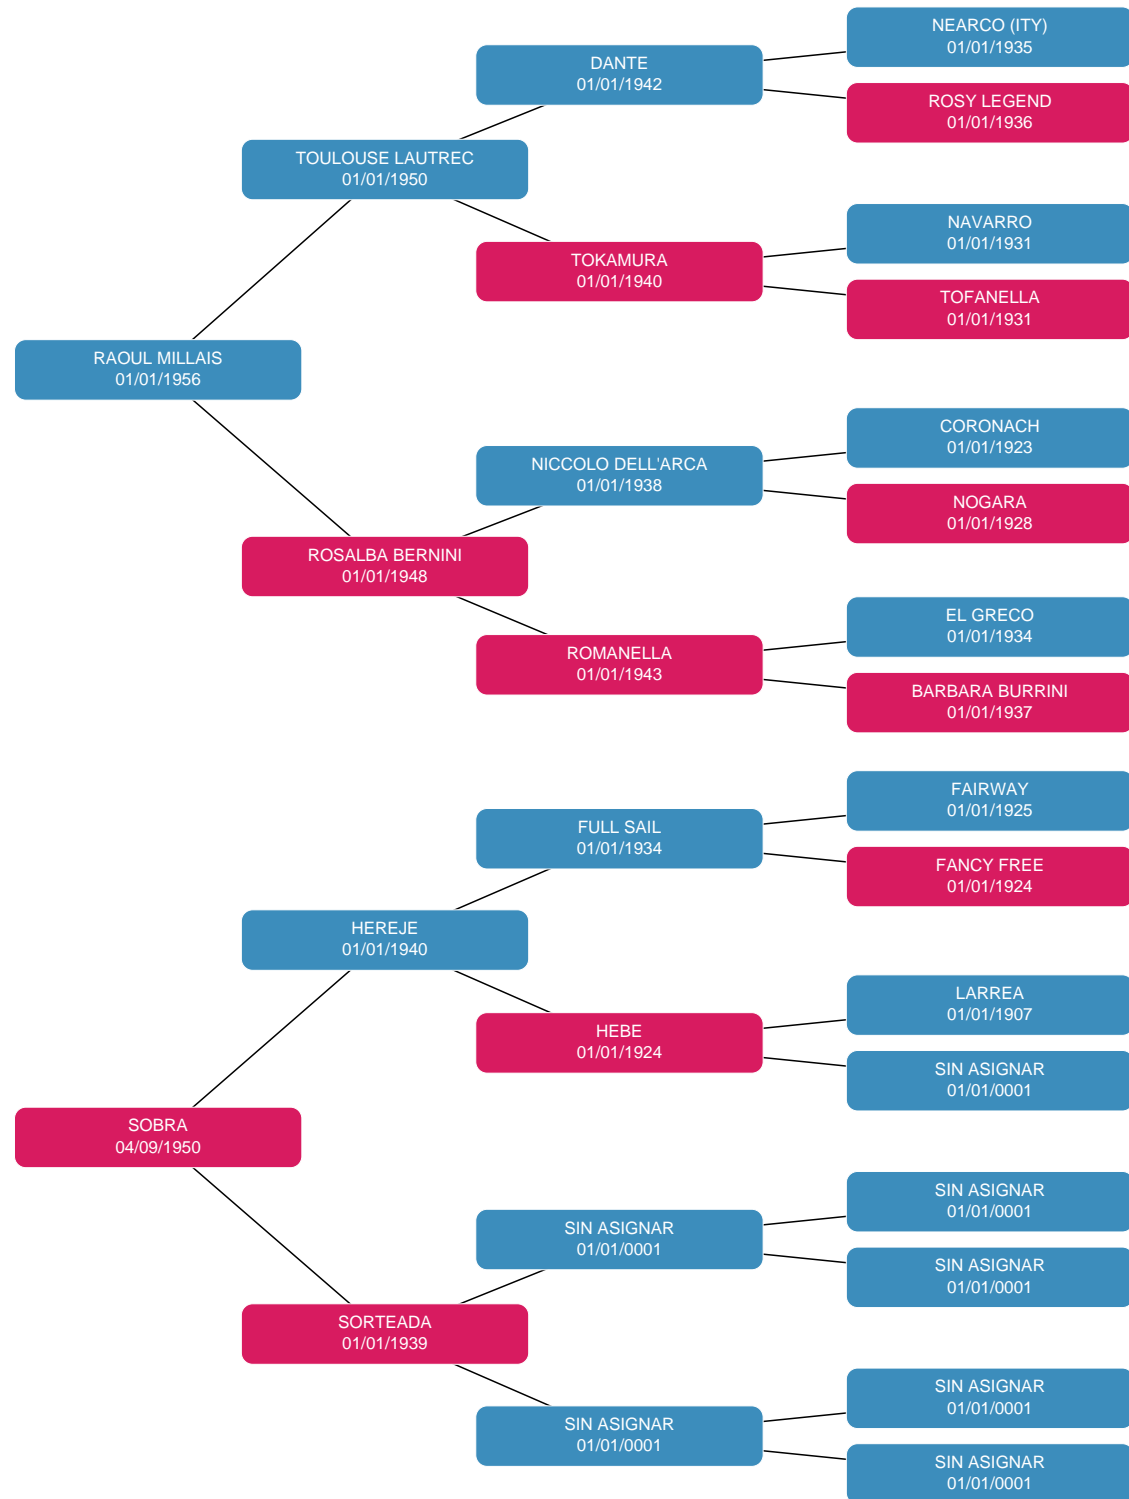 NEARCO (ITY)
01/01/1935
DANTE
01/01/1942
ROSY LEGEND
01/01/1936
TOULOUSE LAUTREC
01/01/1950
NAVARRO
01/01/1931
TOKAMURA
01/01/1940
TOFANELLA
01/01/1931
RAOUL MILLAIS
01/01/1956
CORONACH
01/01/1923
NICCOLO DELL'ARCA
01/01/1938
NOGARA
01/01/1928
ROSALBA BERNINI
01/01/1948
EL GRECO
01/01/1934
ROMANELLA
01/01/1943
BARBARA BURRINI
01/01/1937
FAIRWAY
01/01/1925
FULL SAIL
01/01/1934
FANCY FREE
01/01/1924
HEREJE
01/01/1940
LARREA
01/01/1907
HEBE
01/01/1924
SIN ASIGNAR
01/01/0001
SOBRA
04/09/1950
SIN ASIGNAR
01/01/0001
SIN ASIGNAR
01/01/0001
SIN ASIGNAR
01/01/0001
SORTEADA
01/01/1939
SIN ASIGNAR
01/01/0001
SIN ASIGNAR
01/01/0001
SIN ASIGNAR
01/01/0001